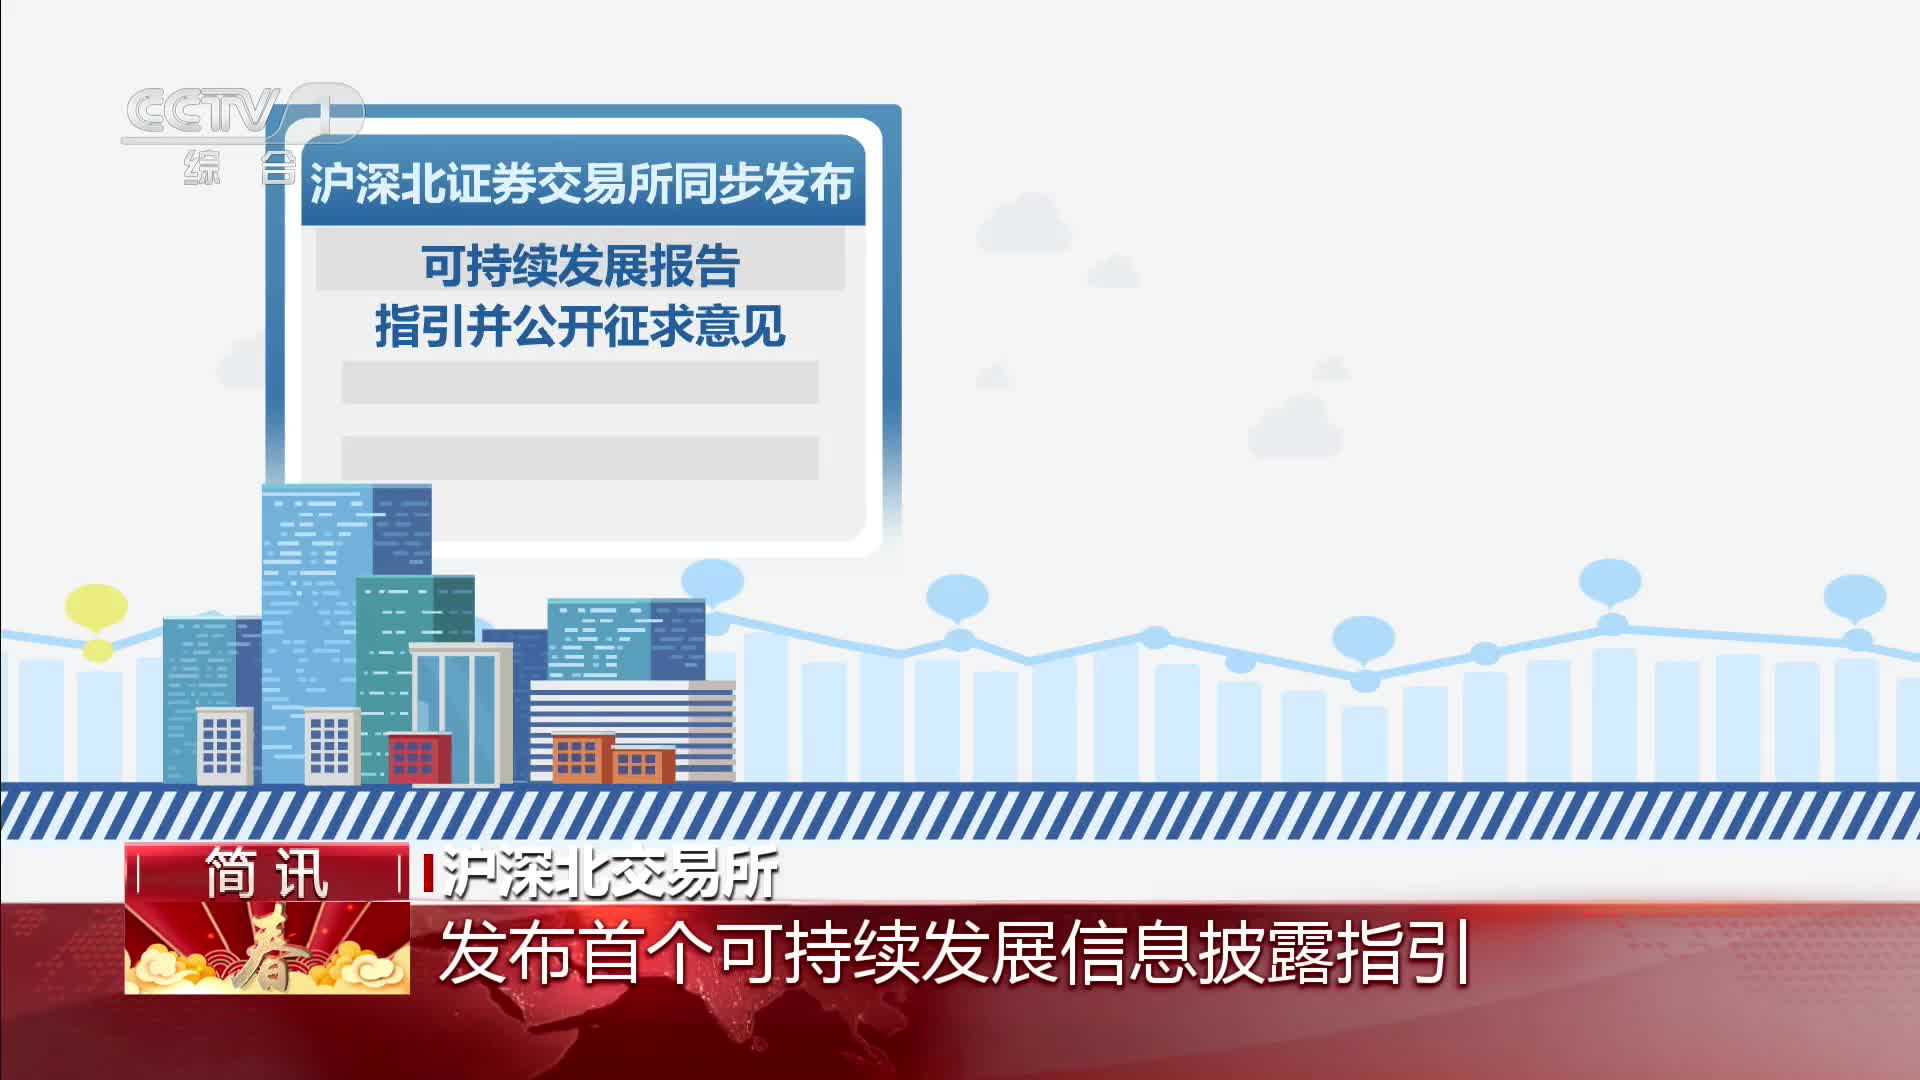 CCTV 1
综 合
沪深北证券交易所同步发布
可持续发展报告
指引并公开征求意见
简讯
春
沪深北交易所
发布首个可持续发展信息披露指引